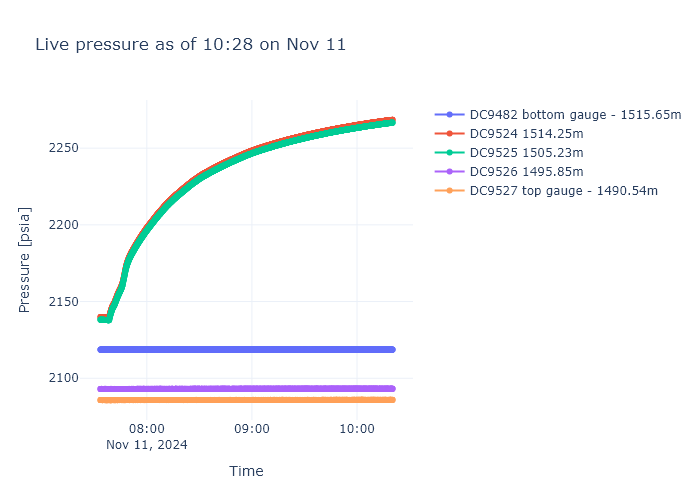 Live pressure as of 10:28 on Nov 11
DC9482 bottom gauge - 1515.65m
DC9524 1514.25m
DC9525 1505.23m
DC9526 1495.85m
DC9527 top gauge - 1490.54m
Pressure [psia]
2250
2200
2150
2100
08:00 09:00 10:00
Nov 11, 2024
Time